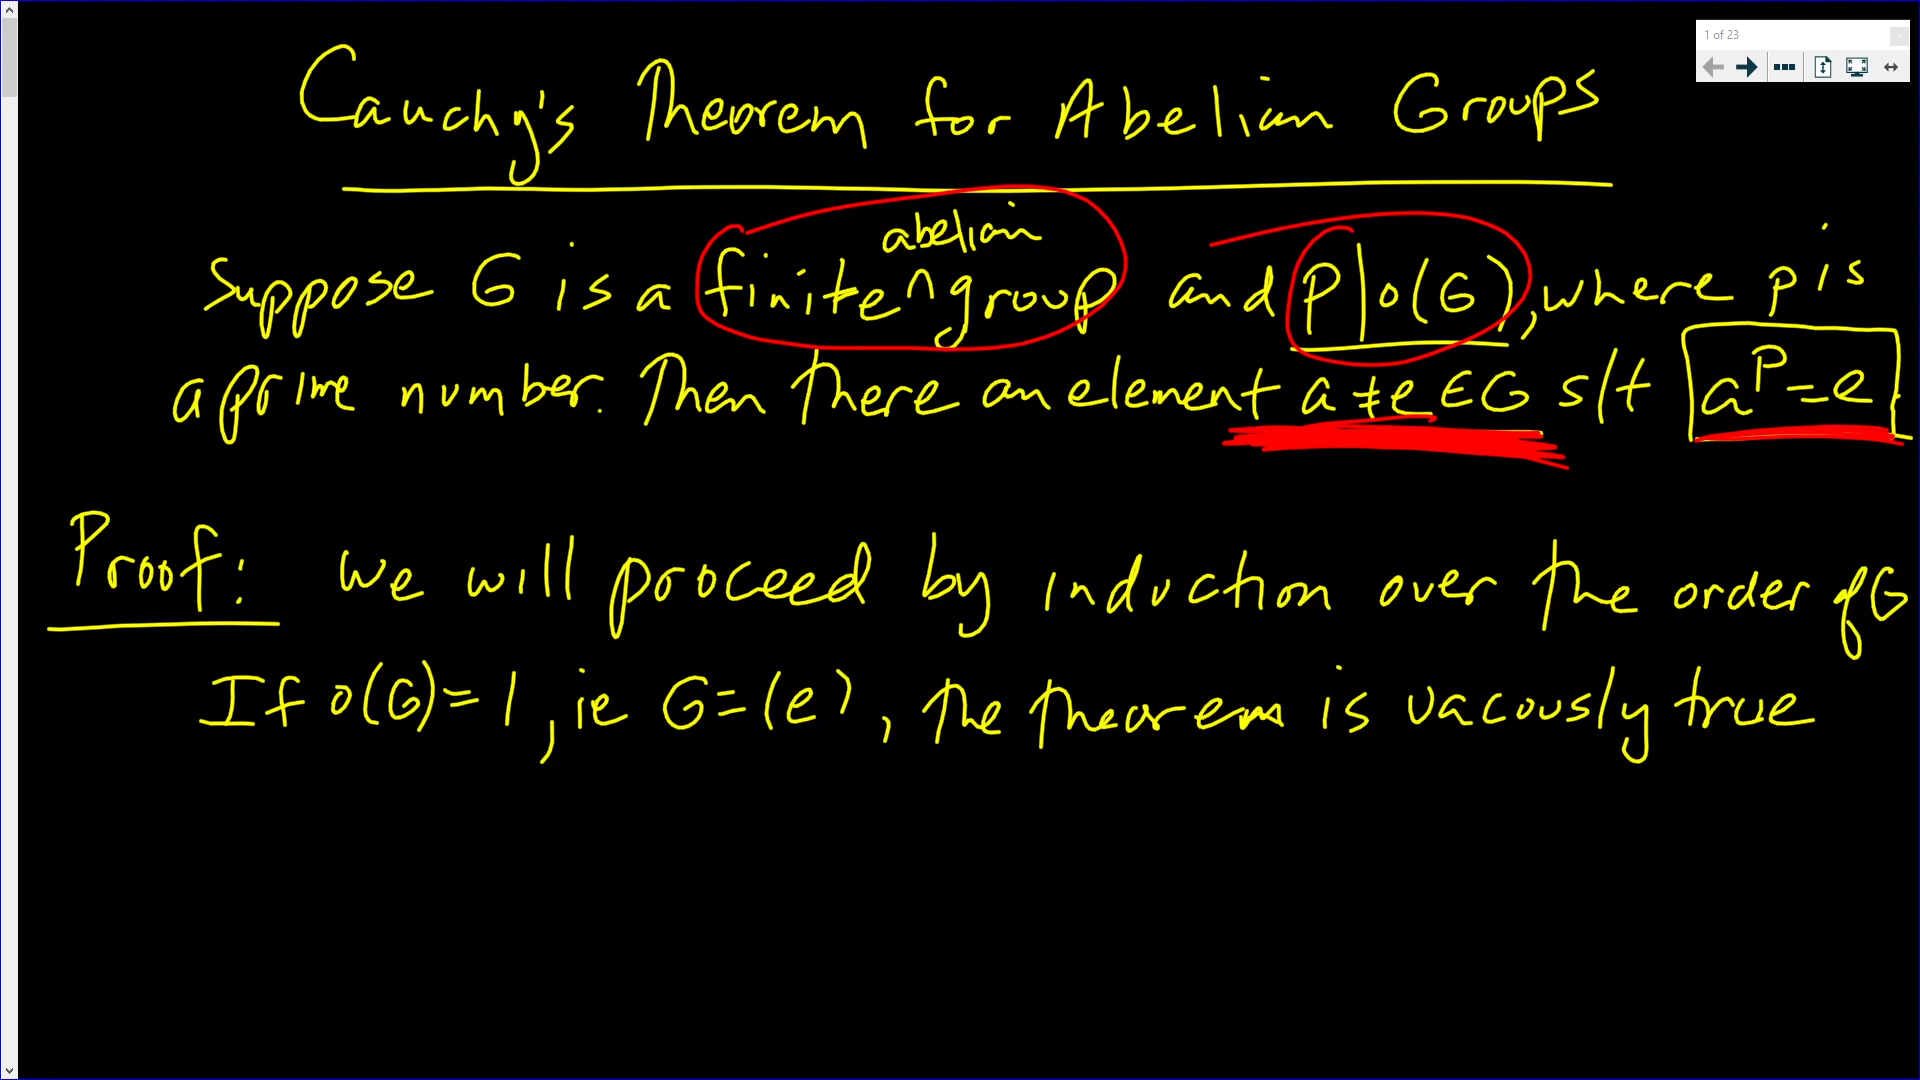 1 of 23
Cauchy's Theorem for Abelian Groups
abelian
Suppose G is a finite ^ group and p|o(G), where p is
a prime number. Then there an element a ≠ e ∈ G s/t a^p = e
Proof: We will proceed by induction over the order of G
If o(G) = 1, ie G = (e), the theorem is vacously true